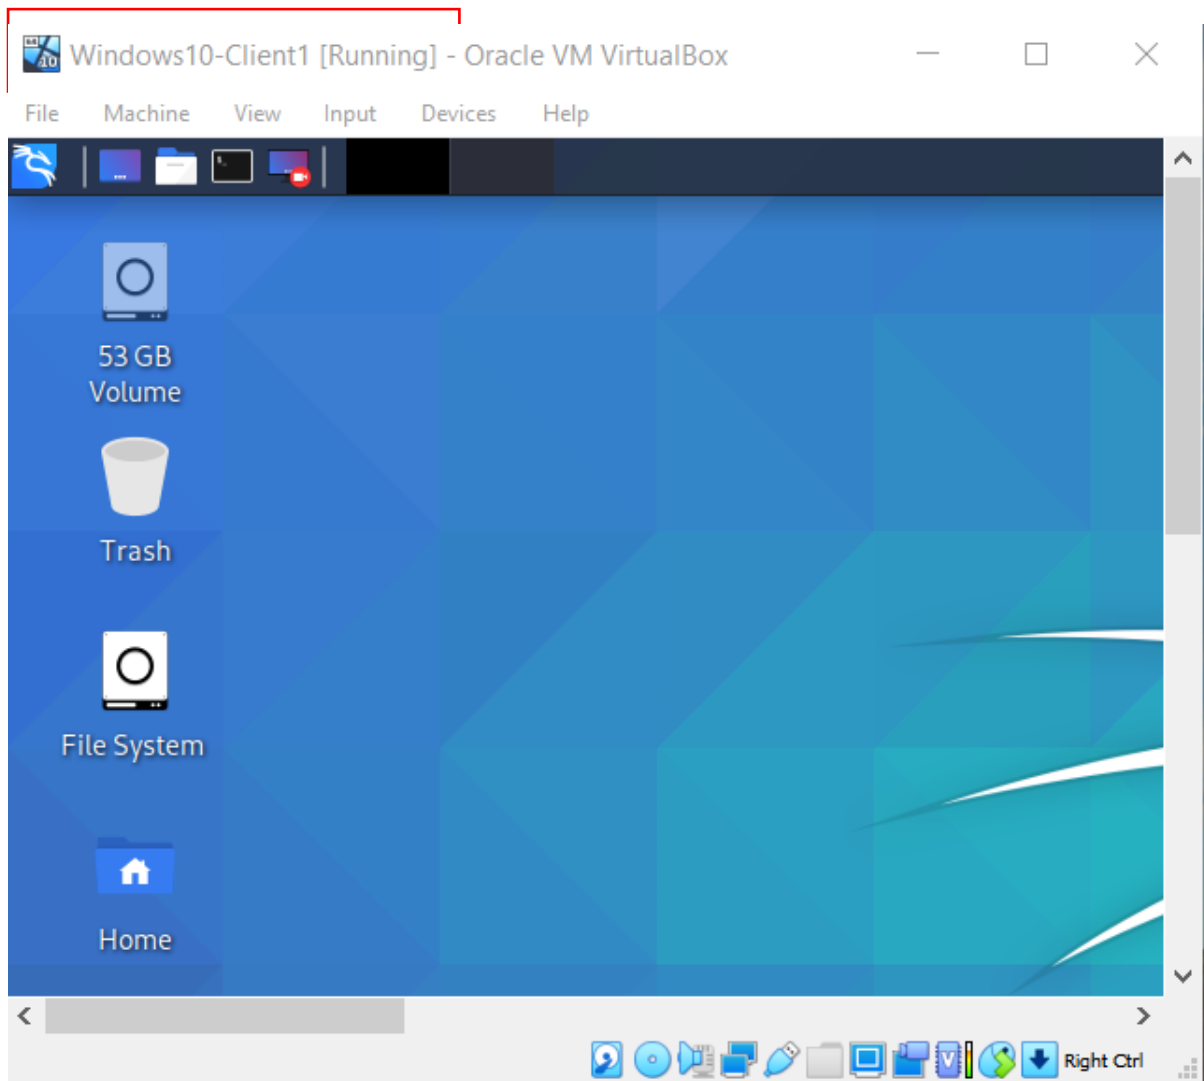 Windows10-Client1 [Running] - Oracle VM VirtualBox
File Machine View Input Devices Help
53 GB
Volume
Trash
File System
Home
Right Ctrl